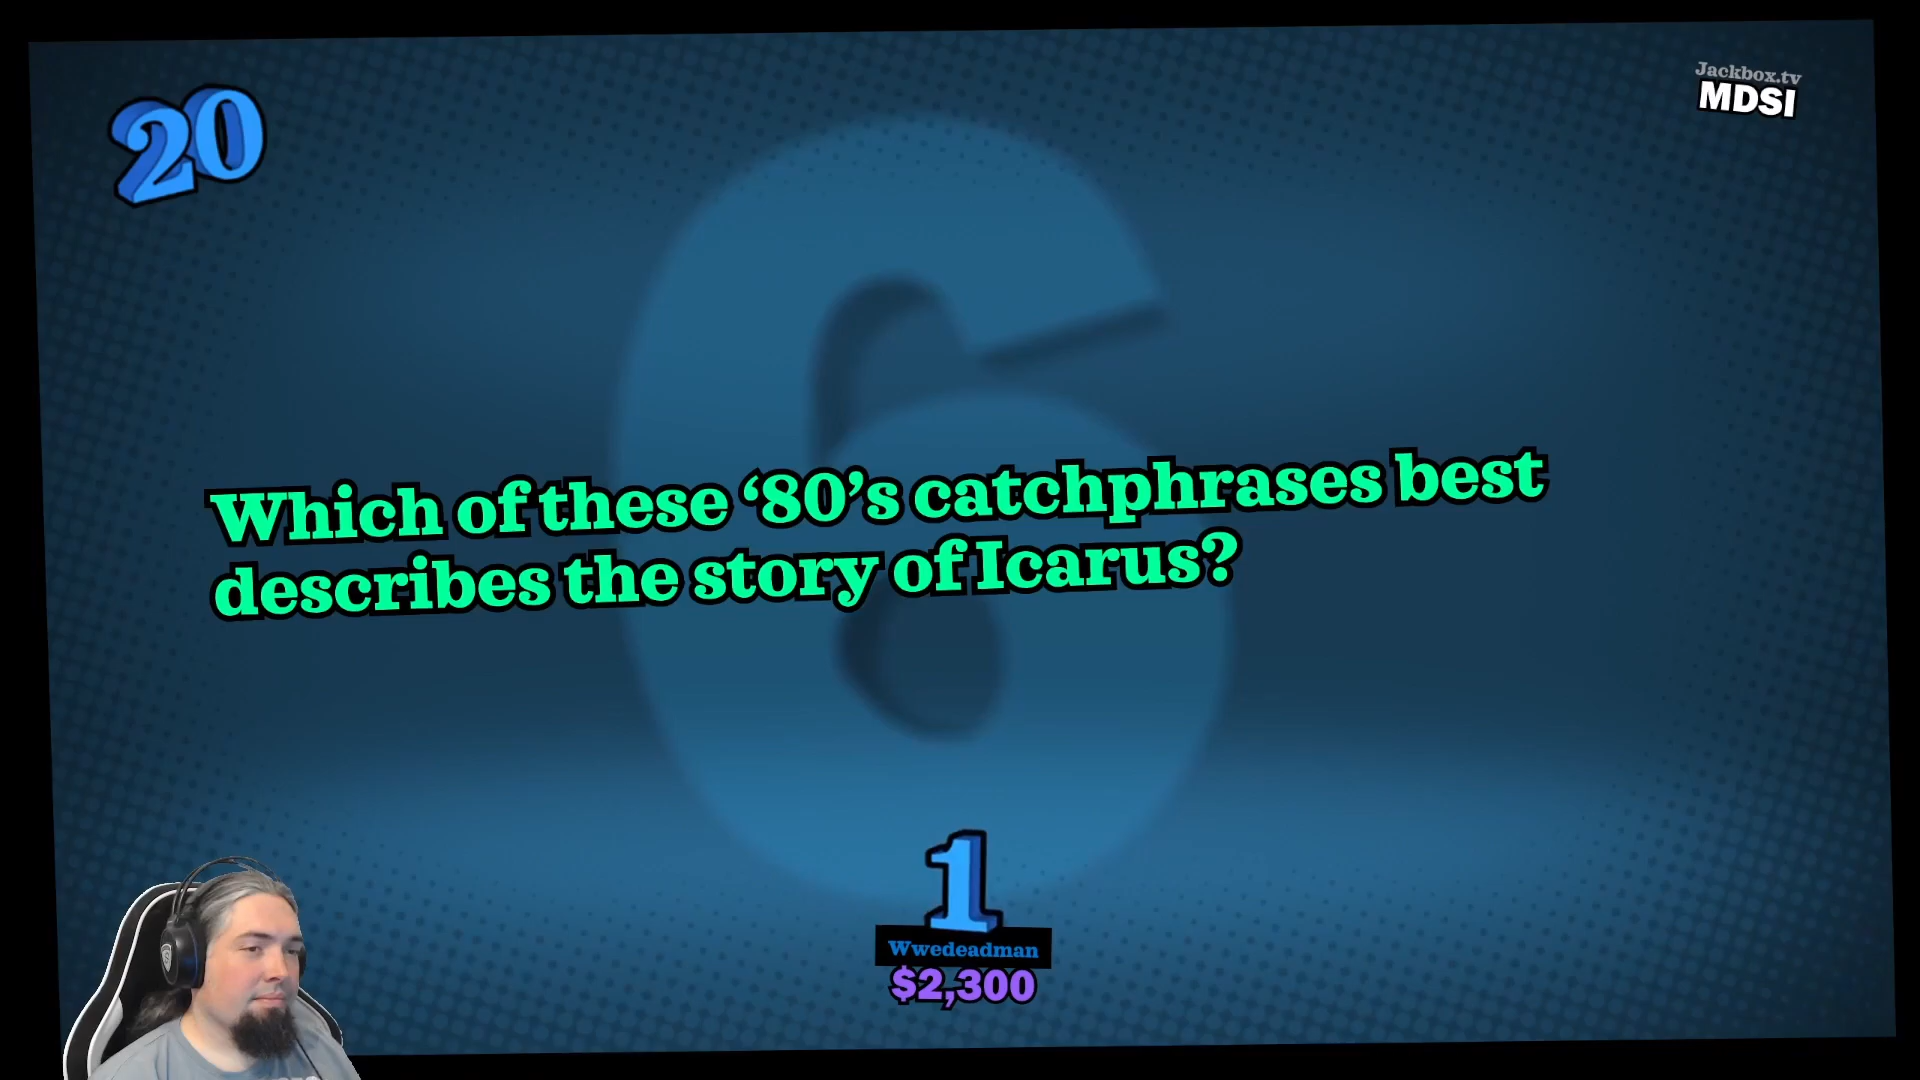 20
Jackbox.tv
MDSI
Which of these ‘80’s catchphrases best
describes the story of Icarus?
6
1
Wwedeadman
$2,300